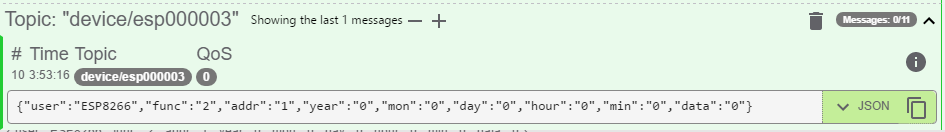 Topic: "device/esp000003" Showing the last 1 messages — + Messages: 0/11
# Time Topic QoS
10 3:53:16 device/esp000003 0
{"user":"ESP8266","func":"2","addr":"1","year":"0","mon":"0","day":"0","hour":"0","min":"0","data":"0"} JSON